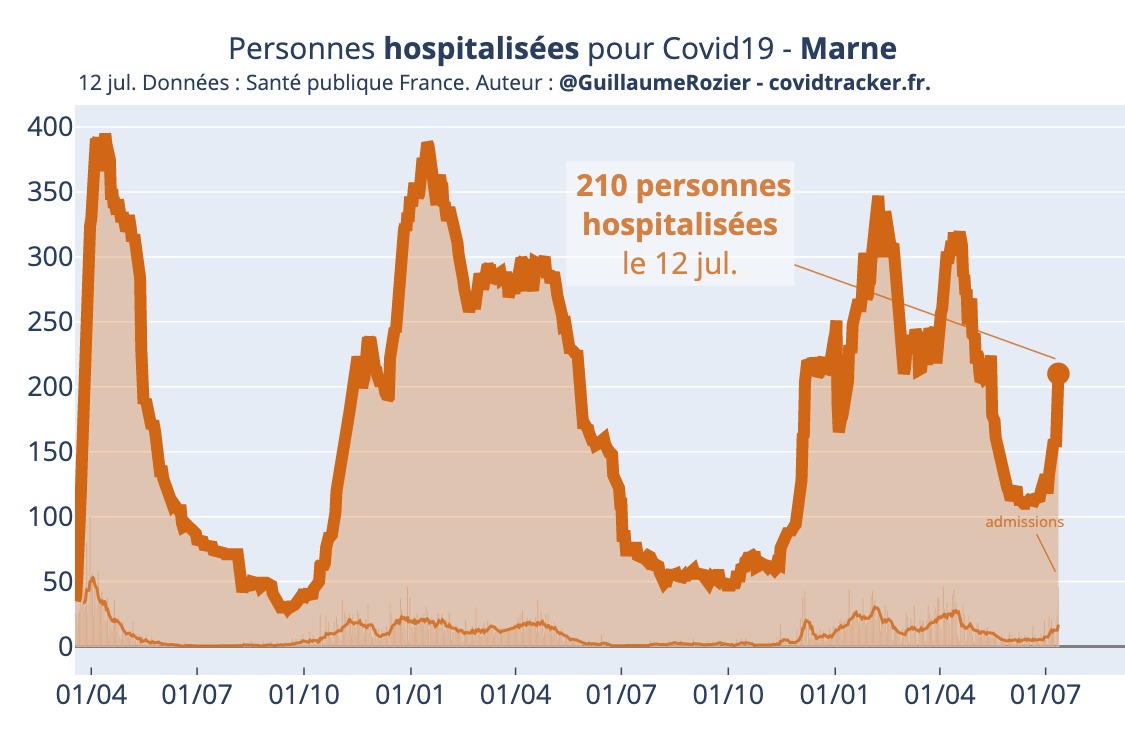 Personnes hospitalisées pour Covid19 - Marne
12 jul. Données : Santé publique France. Auteur : @GuillaumeRozier - covidtracker.fr.
400
350
300
250
200
150
100
50
0
210 personnes
hospitalisées
le 12 jul.
admissions
01/04 01/07 01/10 01/01 01/04 01/07 01/10 01/01 01/04 01/07